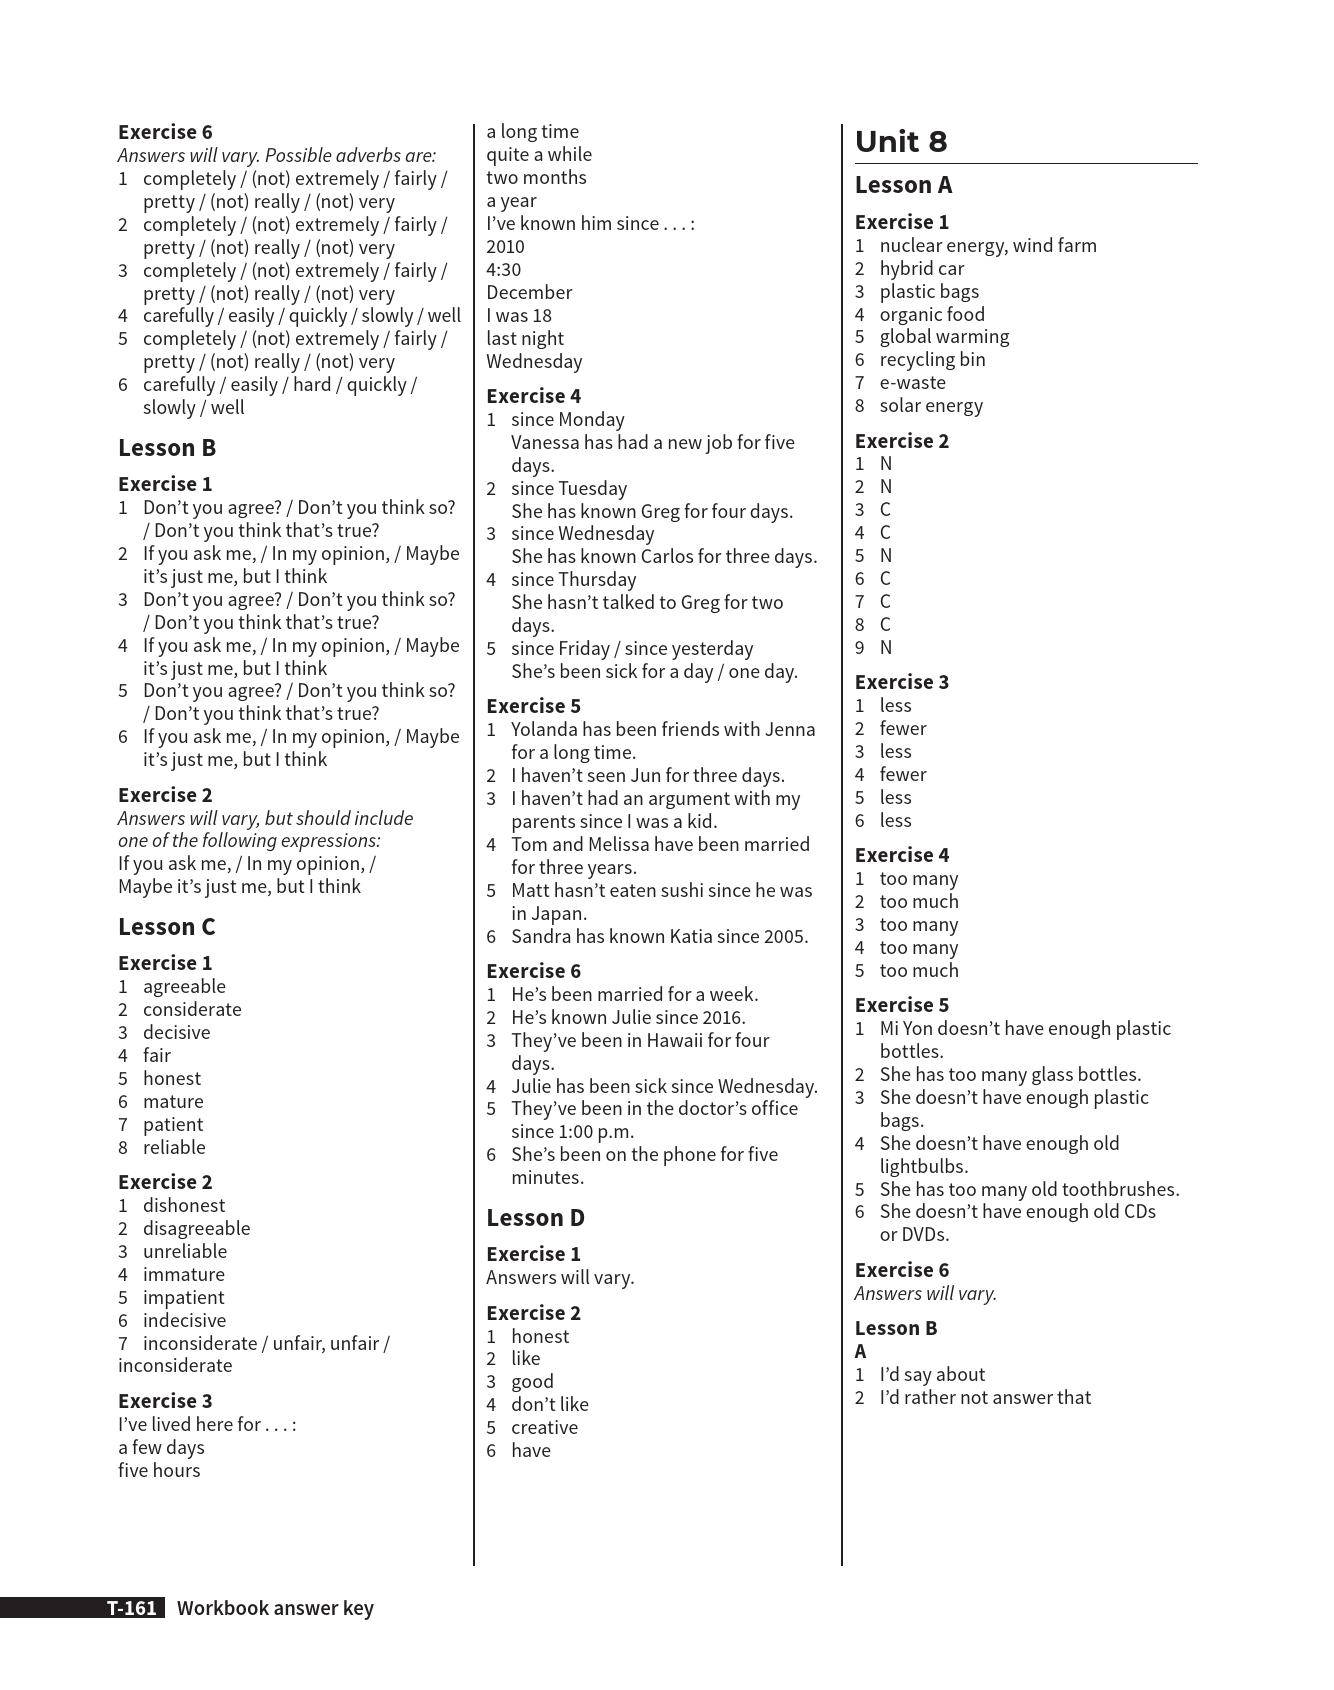 Exercise 6
Answers will vary. Possible adverbs are:
1 completely / (not) extremely / fairly /
pretty / (not) really / (not) very
2 completely / (not) extremely / fairly /
pretty / (not) really / (not) very
3 completely / (not) extremely / fairly /
pretty / (not) really / (not) very
4 carefully / easily / quickly / slowly / well
5 completely / (not) extremely / fairly /
pretty / (not) really / (not) very
6 carefully / easily / hard / quickly /
slowly / well
Lesson B
Exercise 1
1 Don’t you agree? / Don’t you think so?
/ Don’t you think that’s true?
2 If you ask me, / In my opinion, / Maybe
it’s just me, but I think
3 Don’t you agree? / Don’t you think so?
/ Don’t you think that’s true?
4 If you ask me, / In my opinion, / Maybe
it’s just me, but I think
5 Don’t you agree? / Don’t you think so?
/ Don’t you think that’s true?
6 If you ask me, / In my opinion, / Maybe
it’s just me, but I think
Exercise 2
Answers will vary, but should include
one of the following expressions:
If you ask me, / In my opinion, /
Maybe it’s just me, but I think
Lesson C
Exercise 1
1 agreeable
2 considerate
3 decisive
4 fair
5 honest
6 mature
7 patient
8 reliable
Exercise 2
1 dishonest
2 disagreeable
3 unreliable
4 immature
5 impatient
6 indecisive
7 inconsiderate / unfair, unfair /
inconsiderate
Exercise 3
I’ve lived here for . . . :
a few days
five hours
a long time
quite a while
two months
a year
I’ve known him since . . . :
2010
4:30
December
I was 18
last night
Wednesday
Exercise 4
1 since Monday
Vanessa has had a new job for five
days.
2 since Tuesday
She has known Greg for four days.
3 since Wednesday
She has known Carlos for three days.
4 since Thursday
She hasn’t talked to Greg for two
days.
5 since Friday / since yesterday
She’s been sick for a day / one day.
Exercise 5
1 Yolanda has been friends with Jenna
for a long time.
2 I haven’t seen Jun for three days.
3 I haven’t had an argument with my
parents since I was a kid.
4 Tom and Melissa have been married
for three years.
5 Matt hasn’t eaten sushi since he was
in Japan.
6 Sandra has known Katia since 2005.
Exercise 6
1 He’s been married for a week.
2 He’s known Julie since 2016.
3 They’ve been in Hawaii for four
days.
4 Julie has been sick since Wednesday.
5 They’ve been in the doctor’s office
since 1:00 p.m.
6 She’s been on the phone for five
minutes.
Lesson D
Exercise 1
Answers will vary.
Exercise 2
1 honest
2 like
3 good
4 don’t like
5 creative
6 have
Unit 8
Lesson A
Exercise 1
1 nuclear energy, wind farm
2 hybrid car
3 plastic bags
4 organic food
5 global warming
6 recycling bin
7 e-waste
8 solar energy
Exercise 2
1 N
2 N
3 C
4 C
5 N
6 C
7 C
8 C
9 N
Exercise 3
1 less
2 fewer
3 less
4 fewer
5 less
6 less
Exercise 4
1 too many
2 too much
3 too many
4 too many
5 too much
Exercise 5
1 Mi Yon doesn’t have enough plastic
bottles.
2 She has too many glass bottles.
3 She doesn’t have enough plastic
bags.
4 She doesn’t have enough old
lightbulbs.
5 She has too many old toothbrushes.
6 She doesn’t have enough old CDs
or DVDs.
Exercise 6
Answers will vary.
Lesson B
A
1 I’d say about
2 I’d rather not answer that
T-161 Workbook answer key